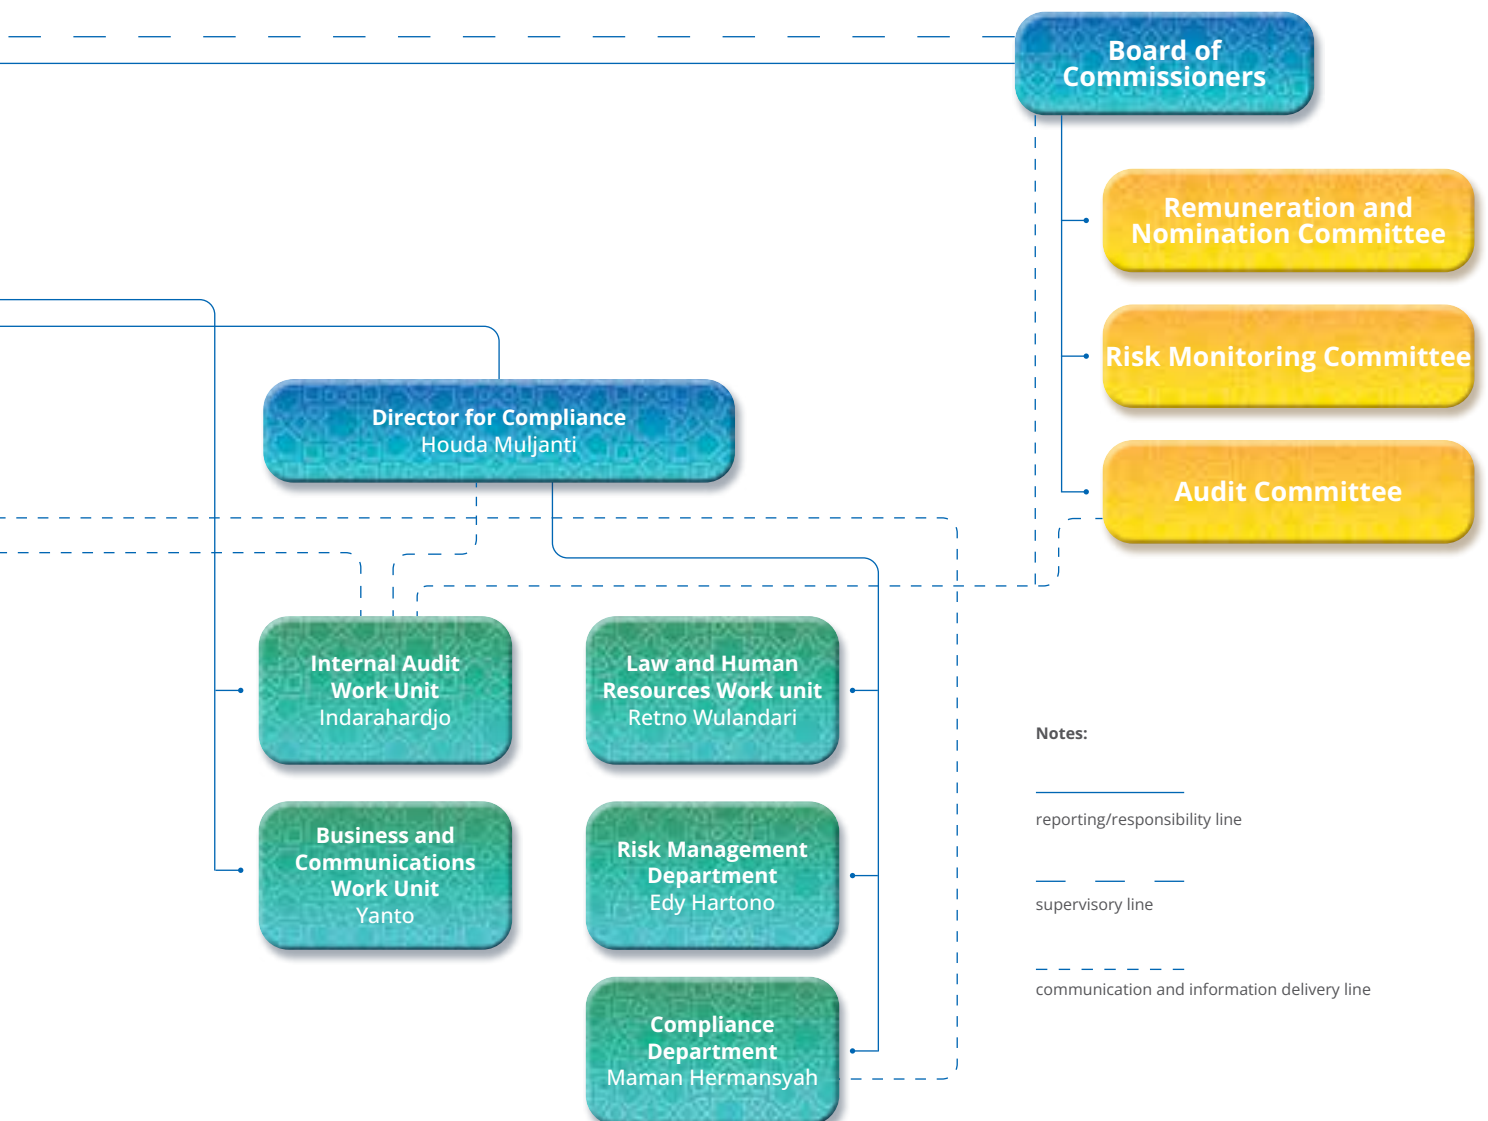 Board of
Commissioners
Remuneration and
Nomination Committee
Risk Monitoring Committee
Audit Committee
Director for Compliance
Houda Muljanti
Internal Audit
Work Unit
Indarahardjo
Business and
Communications
Work Unit
Yanto
Law and Human
Resources Work unit
Retno Wulandari
Risk Management
Department
Edy Hartono
Compliance
Department
Maman Hermansyah
Notes:
reporting/responsibility line
supervisory line
communication and information delivery line